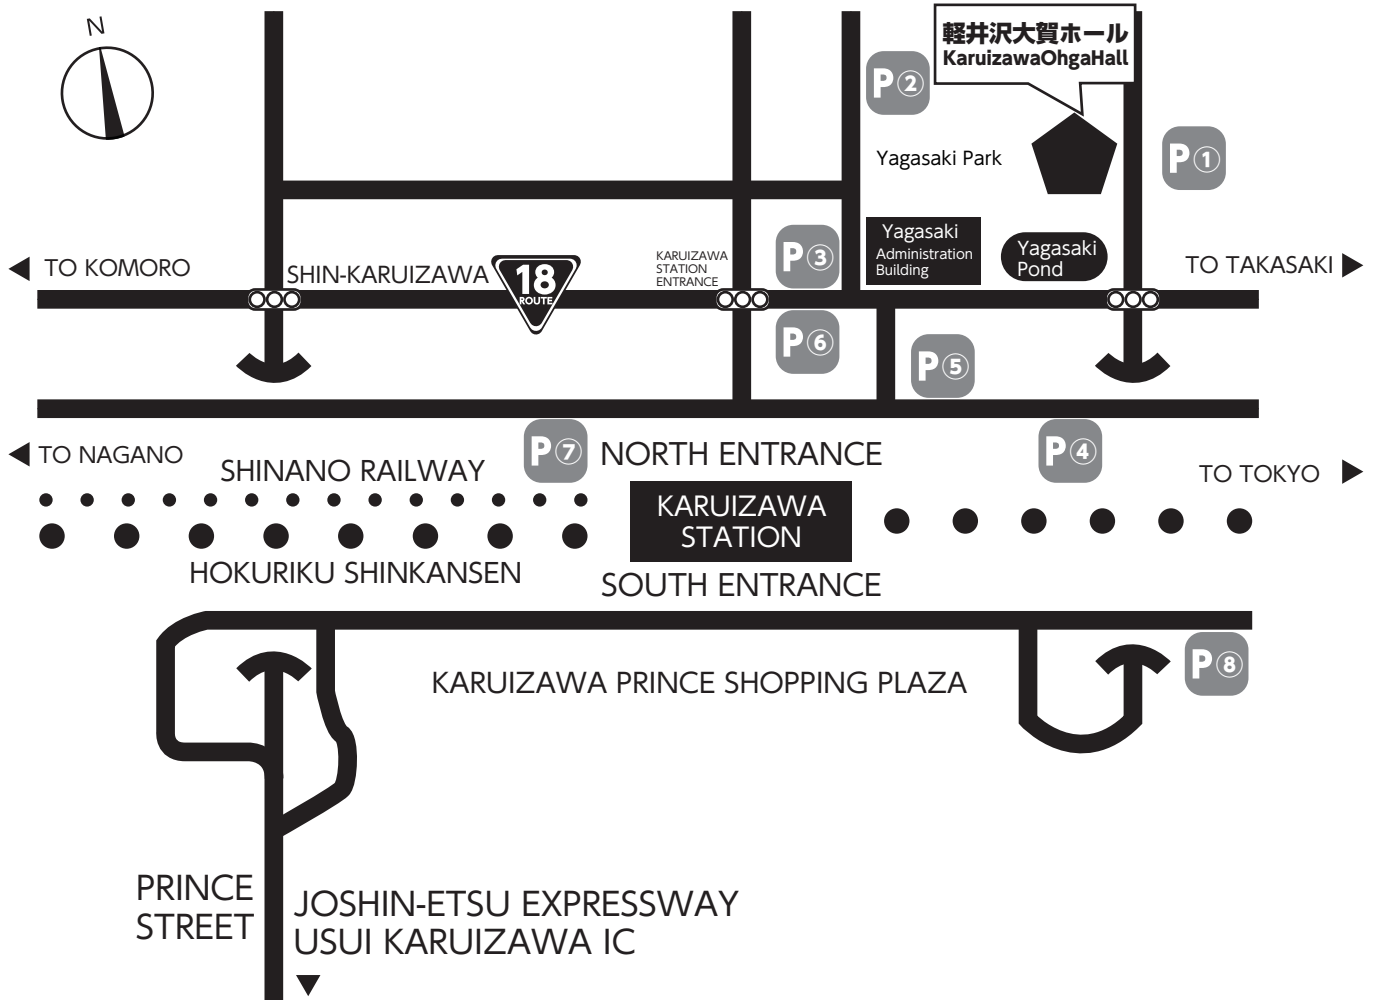 N
軽井沢大賀ホール
KaruizawaOhgaHall
P②
P①
Yagasaki Park
P③
Yagasaki
Administration
Building
Yagasaki
Pond
KARUIZAWA
STATION
ENTRANCE
TO KOMORO
SHIN-KARUIZAWA
18
ROUTE
TO TAKASAKI
P⑥
P⑤
P⑦
P④
TO NAGANO
SHINANO RAILWAY
NORTH ENTRANCE
TO TOKYO
KARUIZAWA
STATION
HOKURIKU SHINKANSEN
SOUTH ENTRANCE
KARUIZAWA PRINCE SHOPPING PLAZA
P⑧
PRINCE
STREET
JOSHIN-ETSU EXPRESSWAY
USUI KARUIZAWA IC